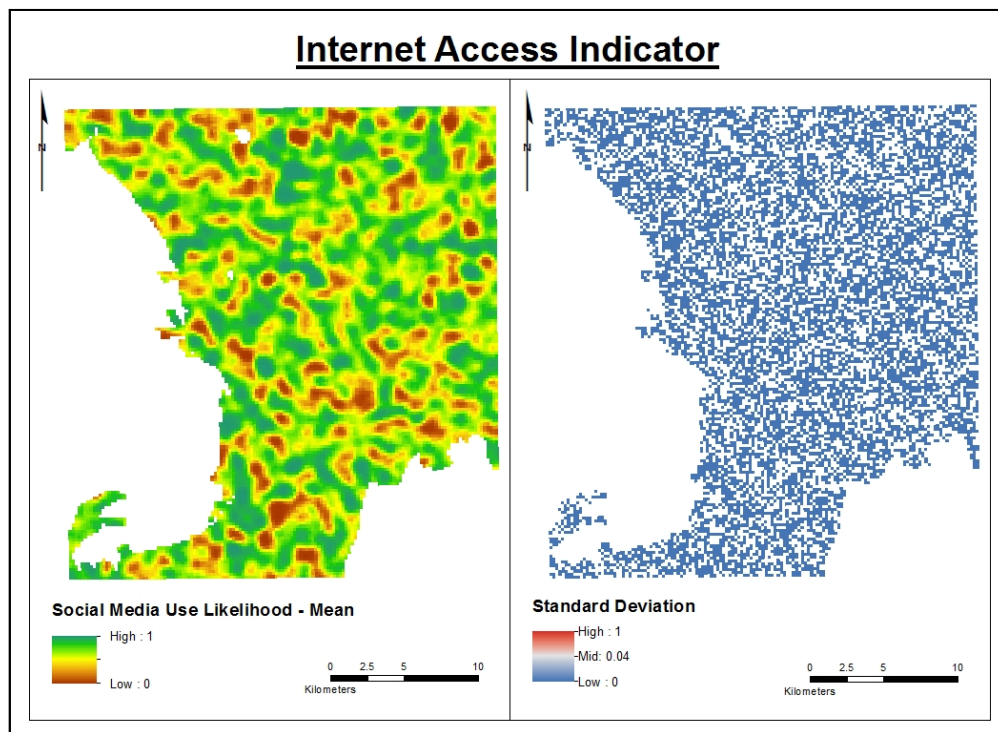 Internet Access Indicator
N
N
Social Media Use Likelihood - Mean
High : 1
Low : 0
0 2.5 5 10
Kilometers
Standard Deviation
High : 1
Mid: 0.04
Low : 0
0 2.5 5 10
Kilometers